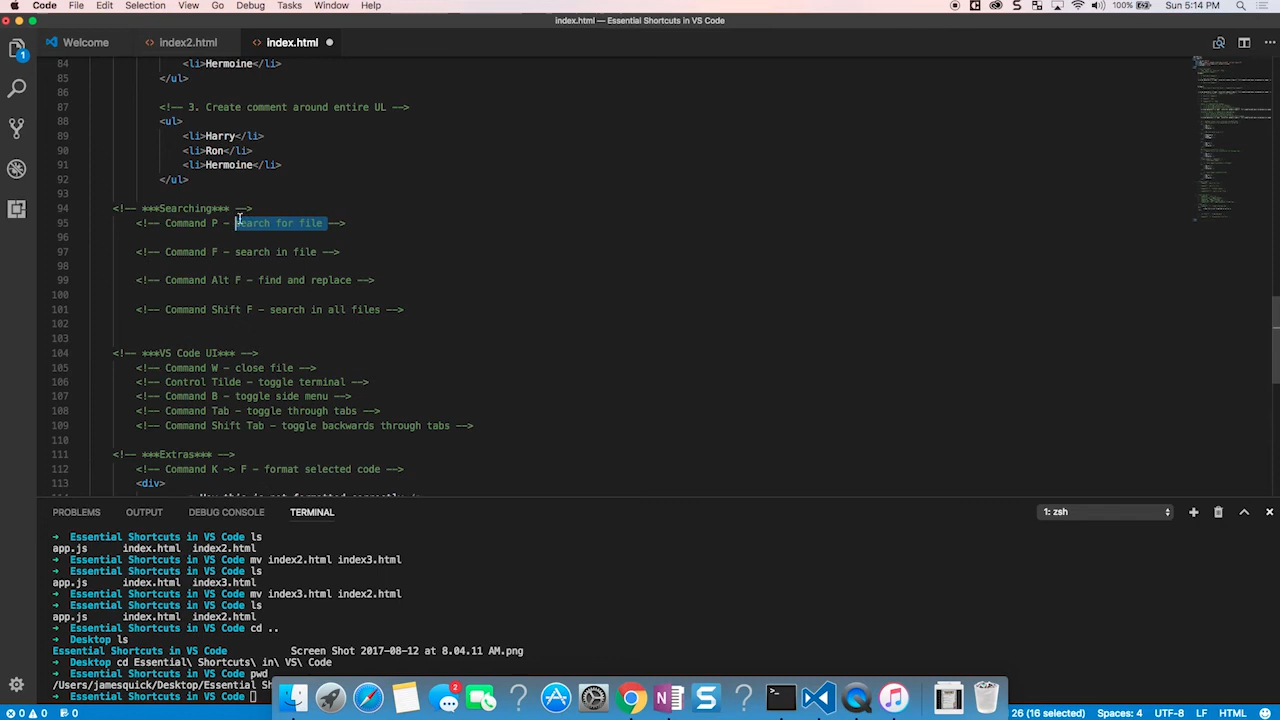 Code File Edit Selection View Go Debug Tasks Window Help 100% Sun 5:14 PM
index.html — Essential Shortcuts in VS Code
Welcome index2.html index.html
1
84 <li>Hermoine</li>
85 </ul>
86
87 <!-- 3. Create comment around entire UL -->
88 <ul>
89 <li>Harry</li>
90 <li>Ron</li>
91 <li>Hermoine</li>
92 </ul>
93
94 <!-- ***Searching*** -->
95 <!-- Command P - search for file -->
96
97 <!-- Command F - search in file -->
98
99 <!-- Command Alt F - find and replace -->
100
101 <!-- Command Shift F - search in all files -->
102
103
104 <!-- ***VS Code UI*** -->
105 <!-- Command W - close file -->
106 <!-- Control Tilde - toggle terminal -->
107 <!-- Command B - toggle side menu -->
108 <!-- Command Tab - toggle through tabs -->
109 <!-- Command Shift Tab - toggle backwards through tabs -->
110
111 <!-- ***Extras*** -->
112 <!-- Command K -> F - format selected code -->
113 <div>
PROBLEMS OUTPUT DEBUG CONSOLE TERMINAL 1: zsh
→ Essential Shortcuts in VS Code ls
app.js index.html index2.html
→ Essential Shortcuts in VS Code mv index2.html index3.html
→ Essential Shortcuts in VS Code ls
app.js index.html index3.html
→ Essential Shortcuts in VS Code mv index3.html index2.html
→ Essential Shortcuts in VS Code ls
app.js index.html index2.html
→ Essential Shortcuts in VS Code cd ..
→ Desktop ls
Essential Shortcuts in VS Code Screen Shot 2017-08-12 at 8.04.11 AM.png
→ Desktop cd Essential\ Shortcuts\ in\ VS\ Code
→ Essential Shortcuts in VS Code pwd
/Users/jamesquick/Desktop/Essential Sh
→ Essential Shortcuts in VS Code
2
0 0 0 26 (16 selected) Spaces: 4 UTF-8 LF HTML